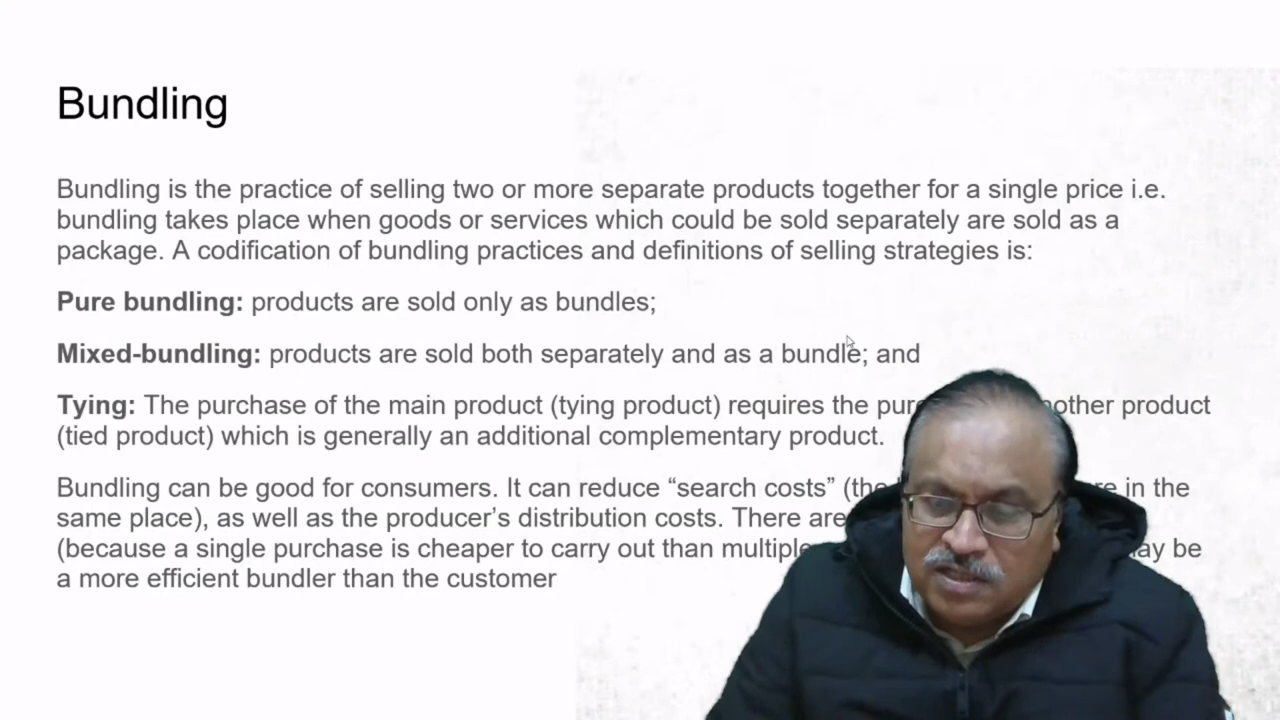 Bundling
Bundling is the practice of selling two or more separate products together for a single price i.e.
bundling takes place when goods or services which could be sold separately are sold as a
package. A codification of bundling practices and definitions of selling strategies is:
Pure bundling: products are sold only as bundles;
Mixed-bundling: products are sold both separately and as a bundle; and
Tying: The purchase of the main product (tying product) requires the product
(tied product) which is generally an additional complementary product.
Bundling can be good for consumers. It can reduce “search costs” in the
same place), as well as the producer’s distribution costs. There are
(because a single purchase is cheaper to carry out than multiple be
a more efficient bundler than the customer